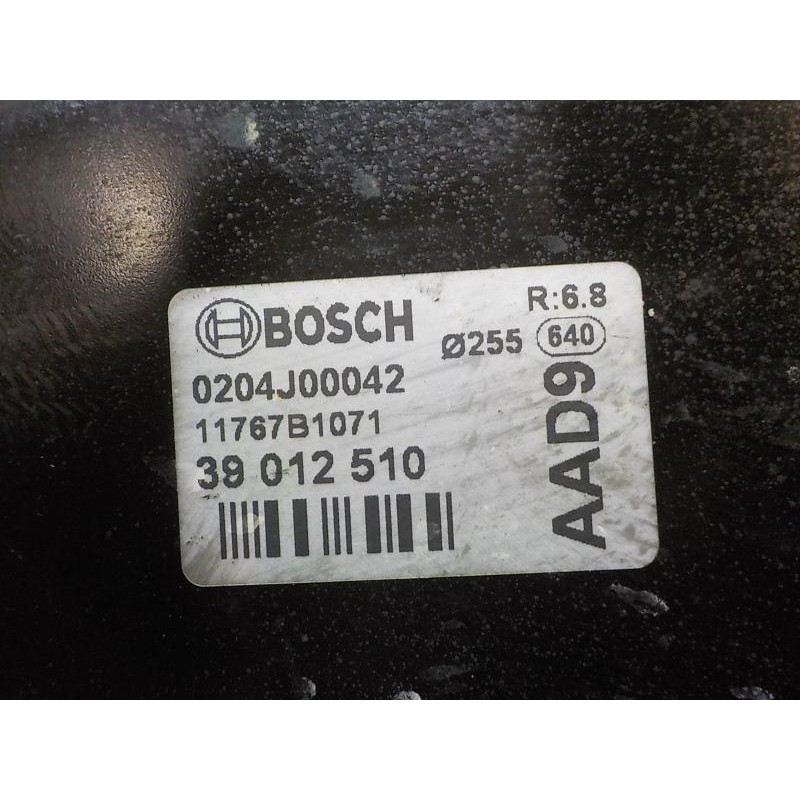 BOSCH
R:6.8
Ø255 640
0204J00042
11767B1071
39 012 510
AAD9